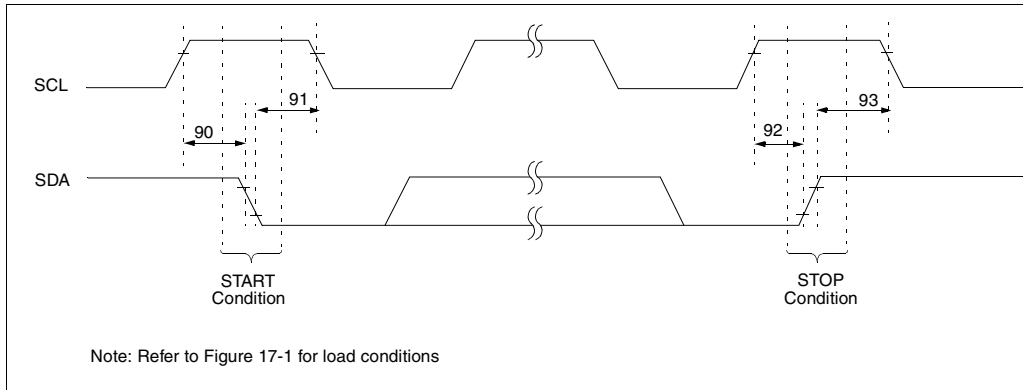 SCL
91
93
90
92
SDA
START
Condition
STOP
Condition
Note: Refer to Figure 17-1 for load conditions